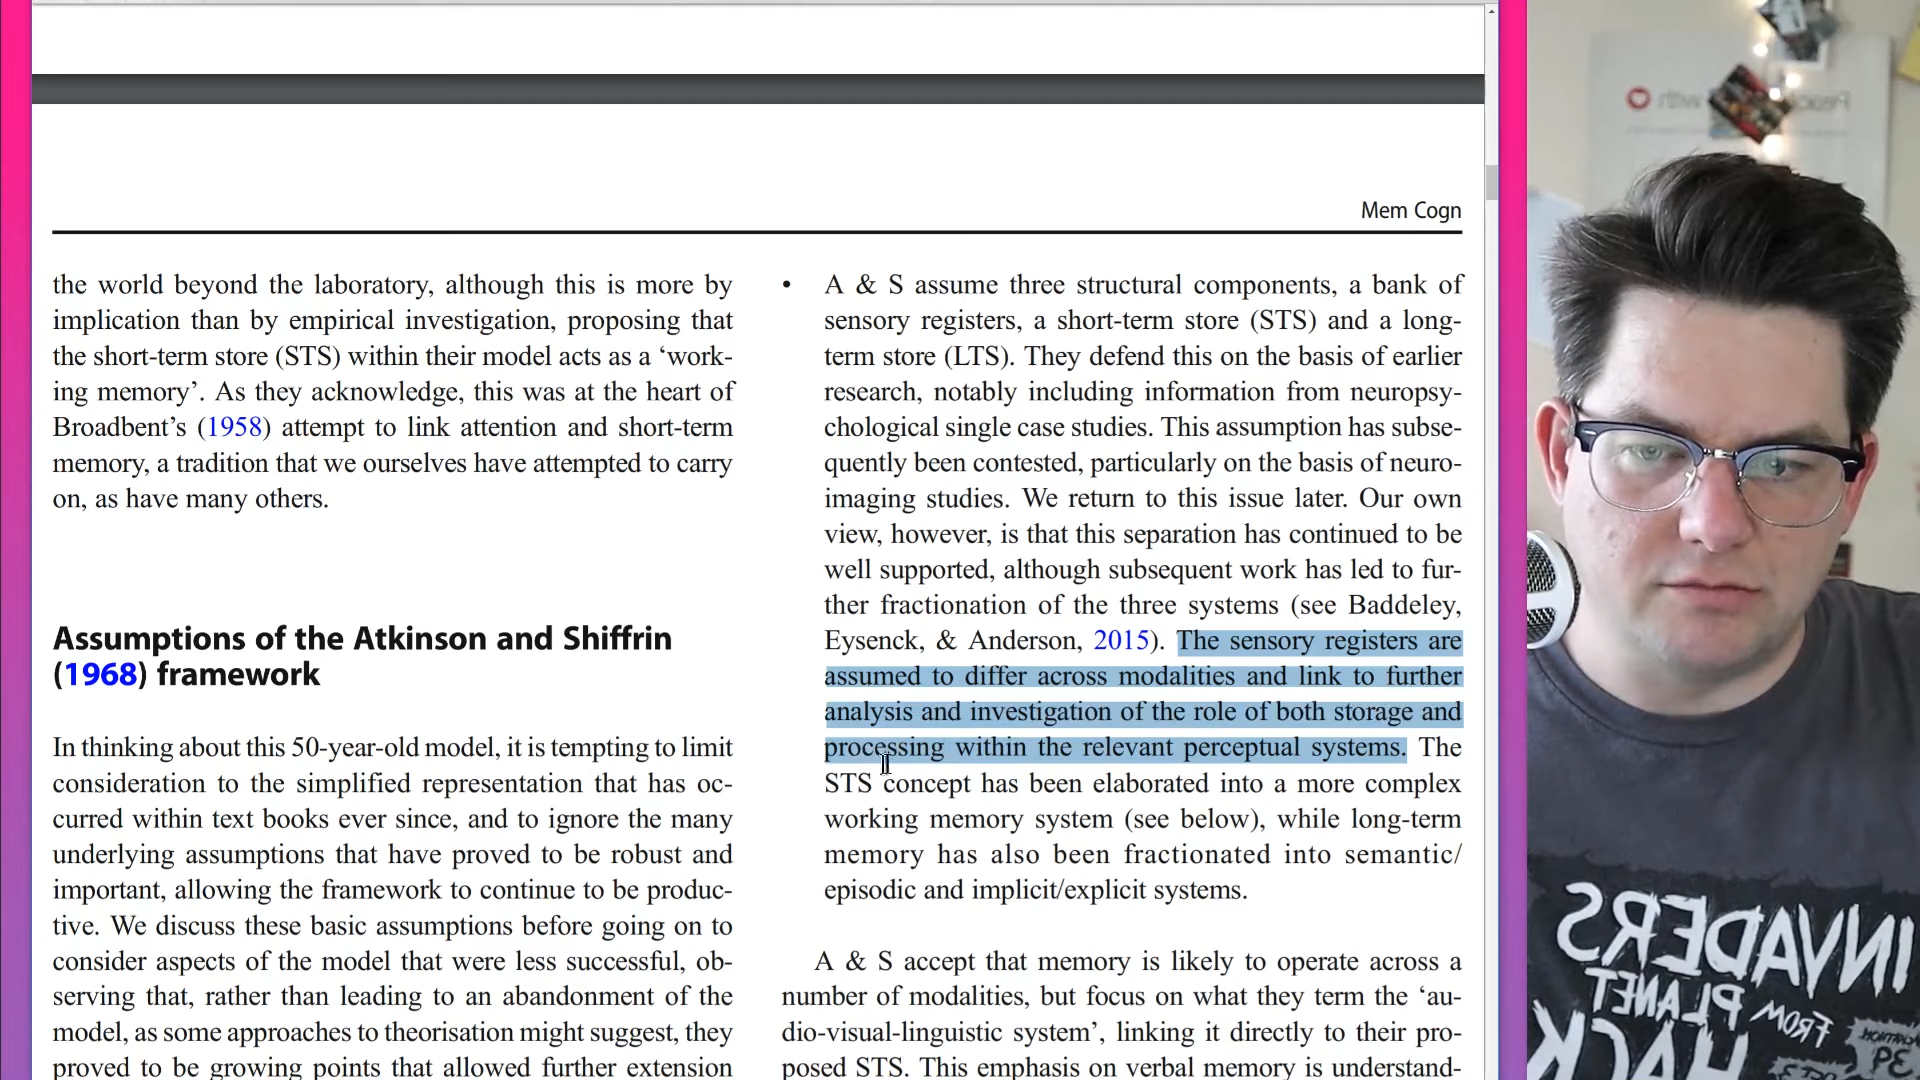 Mem Cogn
the world beyond the laboratory, although this is more by
implication than by empirical investigation, proposing that
the short-term store (STS) within their model acts as a ‘work-
ing memory’. As they acknowledge, this was at the heart of
Broadbent’s (1958) attempt to link attention and short-term
memory, a tradition that we ourselves have attempted to carry
on, as have many others.
Assumptions of the Atkinson and Shiffrin
(1968) framework
In thinking about this 50-year-old model, it is tempting to limit
consideration to the simplified representation that has oc-
curred within text books ever since, and to ignore the many
underlying assumptions that have proved to be robust and
important, allowing the framework to continue to be produc-
tive. We discuss these basic assumptions before going on to
consider aspects of the model that were less successful, ob-
serving that, rather than leading to an abandonment of the
model, as some approaches to theorisation might suggest, they
proved to be growing points that allowed further extension
• A & S assume three structural components, a bank of
sensory registers, a short-term store (STS) and a long-
term store (LTS). They defend this on the basis of earlier
research, notably including information from neuropsy-
chological single case studies. This assumption has subse-
quently been contested, particularly on the basis of neuro-
imaging studies. We return to this issue later. Our own
view, however, is that this separation has continued to be
well supported, although subsequent work has led to fur-
ther fractionation of the three systems (see Baddeley,
Eysenck, & Anderson, 2015). The sensory registers are
assumed to differ across modalities and link to further
analysis and investigation of the role of both storage and
processing within the relevant perceptual systems. The
STS concept has been elaborated into a more complex
working memory system (see below), while long-term
memory has also been fractionated into semantic/
episodic and implicit/explicit systems.
A & S accept that memory is likely to operate across a
number of modalities, but focus on what they term the ‘au-
dio-visual-linguistic system’, linking it directly to their pro-
posed STS. This emphasis on verbal memory is understand-
with
INVADERS
FROM PLANET
HACK